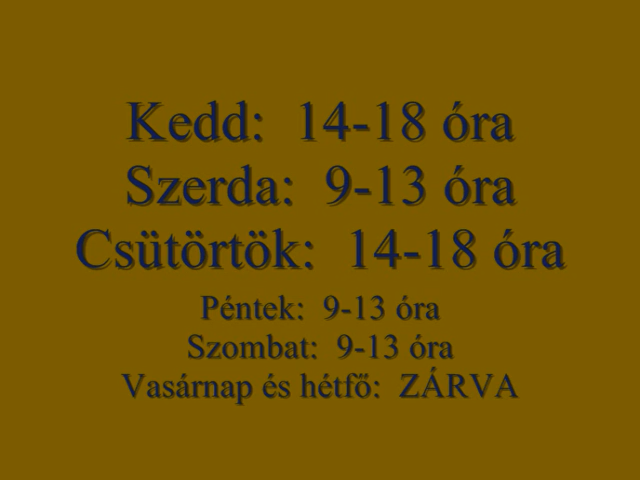 Kedd:  14-18 óra
Szerda:  9-13 óra
Csütörtök:  14-18 óra
Péntek:  9-13 óra
Szombat:  9-13 óra
Vasárnap és hétfő:  ZÁRVA